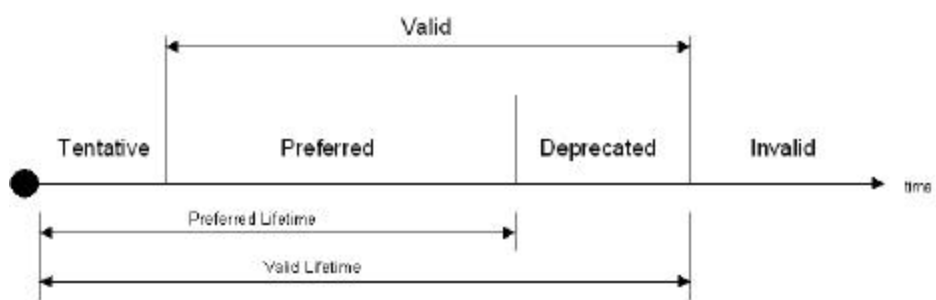 Valid
Tentative Preferred Deprecated Invalid
time
Preferred Lifetime
Valid Lifetime